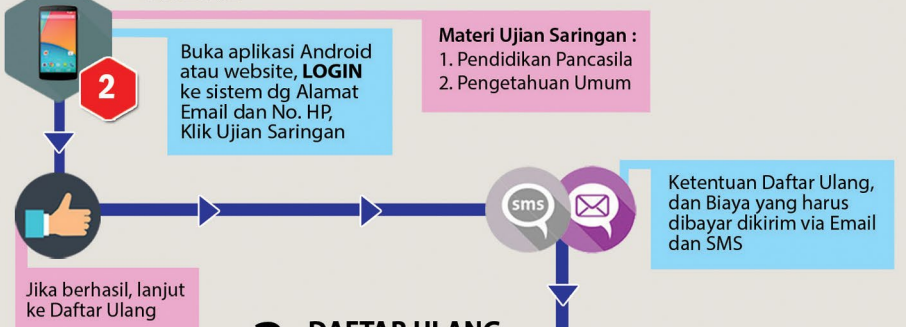 2
Buka aplikasi Android
atau website, LOGIN
ke sistem dg Alamat
Email dan No. HP,
Klik Ujian Saringan
Materi Ujian Saringan :
1. Pendidikan Pancasila
2. Pengetahuan Umum
sms
Ketentuan Daftar Ulang,
dan Biaya yang harus
dibayar dikirim via Email
dan SMS
Jika berhasil, lanjut
ke Daftar Ulang
DAFTAR ULANG